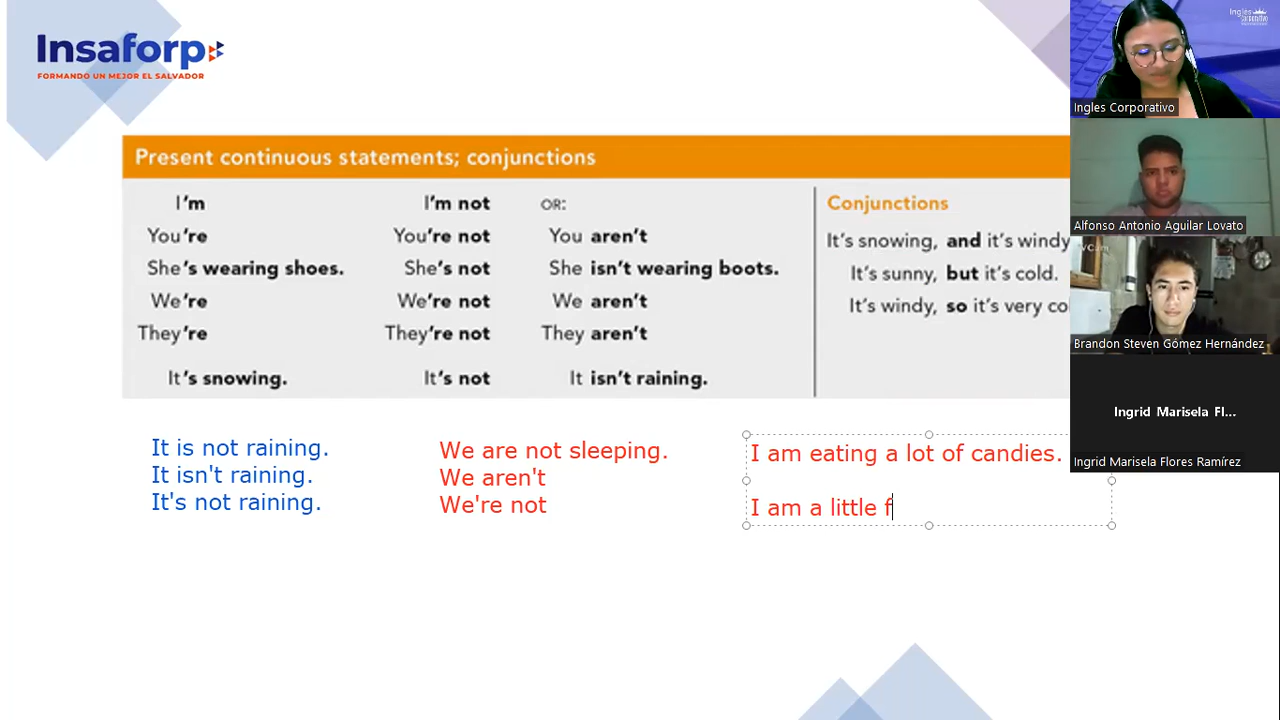 Insaforp
FORMANDO UN MEJOR EL SALVADOR
Present continuous statements; conjunctions
I'm
I'm not
OR:
You're
You're not
You aren't
She's wearing shoes.
She's not
She isn't wearing boots.
We're
We're not
We aren't
They're
They're not
They aren't
It's snowing.
It's not
It isn't raining.
Conjunctions
It's snowing, and it's windy
It's sunny, but it's cold.
It's windy, so it's very co
It is not raining.
It isn't raining.
It's not raining.
We are not sleeping.
We aren't
We're not
I am eating a lot of candies.
I am a little f
Ingles Corporativo
Alfonso Antonio Aguilar Lovato
Brandon Steven Gómez Hernández
Ingrid Marisela Fl...
Ingrid Marisela Flores Ramírez